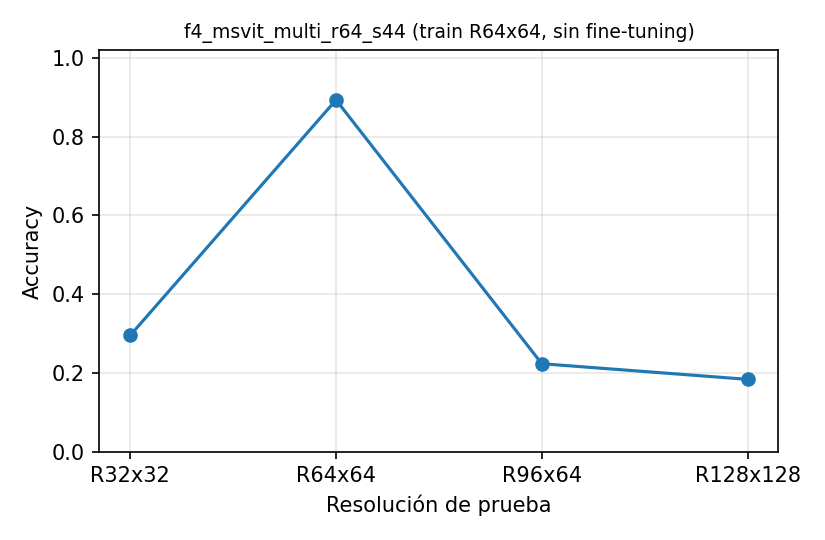 f4_msvit_multi_r64_s44 (train R64x64, sin fine-tuning)
1.0
0.8
0.6
0.4
0.2
0.0
Accuracy
R32x32 R64x64 R96x64 R128x128
Resolución de prueba